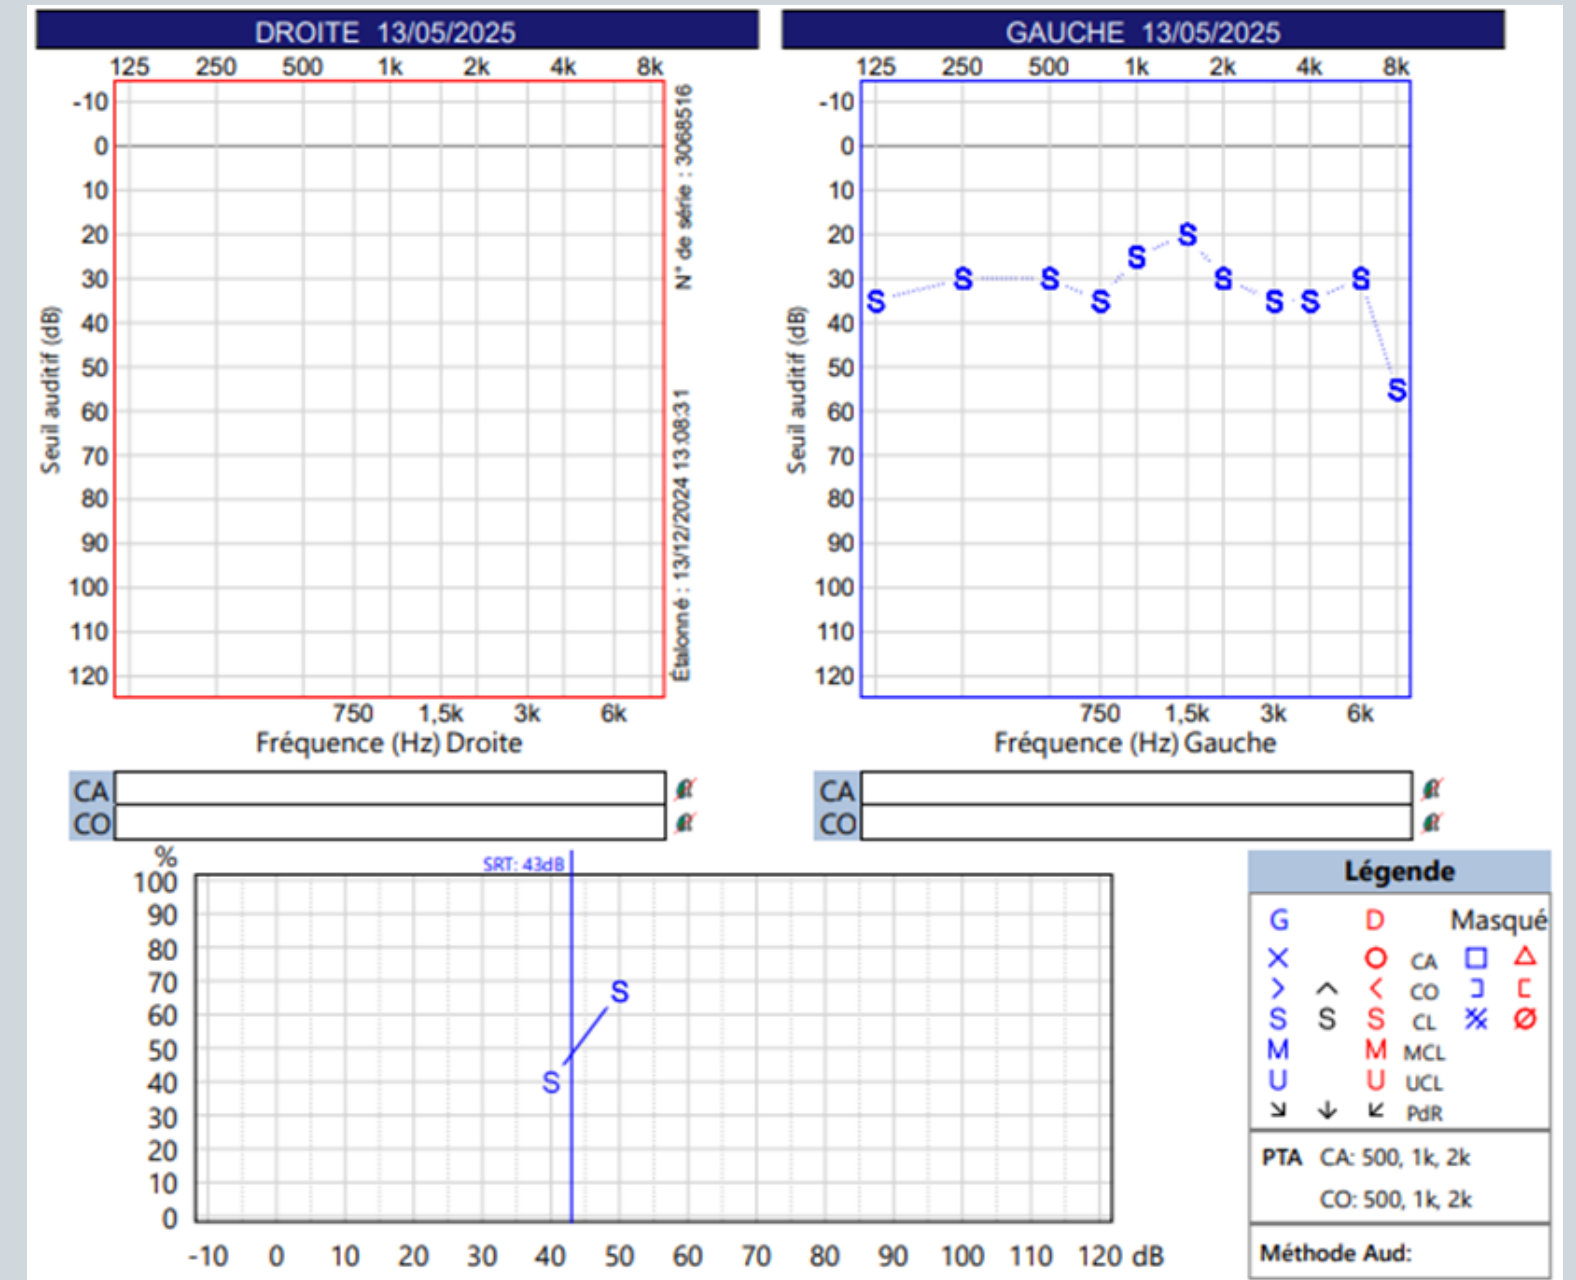 DROITE 13/05/2025
125 250 500 1k 2k 4k 8k
-10
0
10
20
30
40
50
60
70
80
90
100
110
120
Seuil auditif (dB)
750 1,5k 3k 6k
Fréquence (Hz) Droite
N° de série : 3068516
Étalonné : 13/12/2024 13:08:31
CA
CO
GAUCHE 13/05/2025
125 250 500 1k 2k 4k 8k
-10
0
10
20
30
40
50
60
70
80
90
100
110
120
Seuil auditif (dB)
S S S S S S S S S S S
750 1,5k 3k 6k
Fréquence (Hz) Gauche
CA
CO
%
SRT: 43dB
100
90
80
70
60
50
40
30
20
10
0
S
S
-10 0 10 20 30 40 50 60 70 80 90 100 110 120 dB
Légende
G D Masqué
CA
CO
S S S CL
M M MCL
U U UCL
PdR
PTA CA: 500, 1k, 2k
CO: 500, 1k, 2k
Méthode Aud: